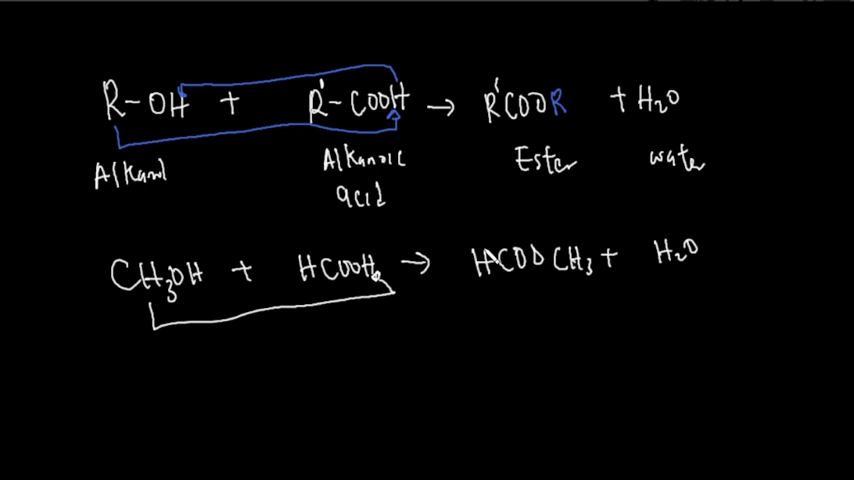 R-OH + R'-COOH → R'COOR + H₂O
Alkanol Alkanoic acid Ester water
CH₃OH + HCOOH → HCOOCH₃ + H₂O